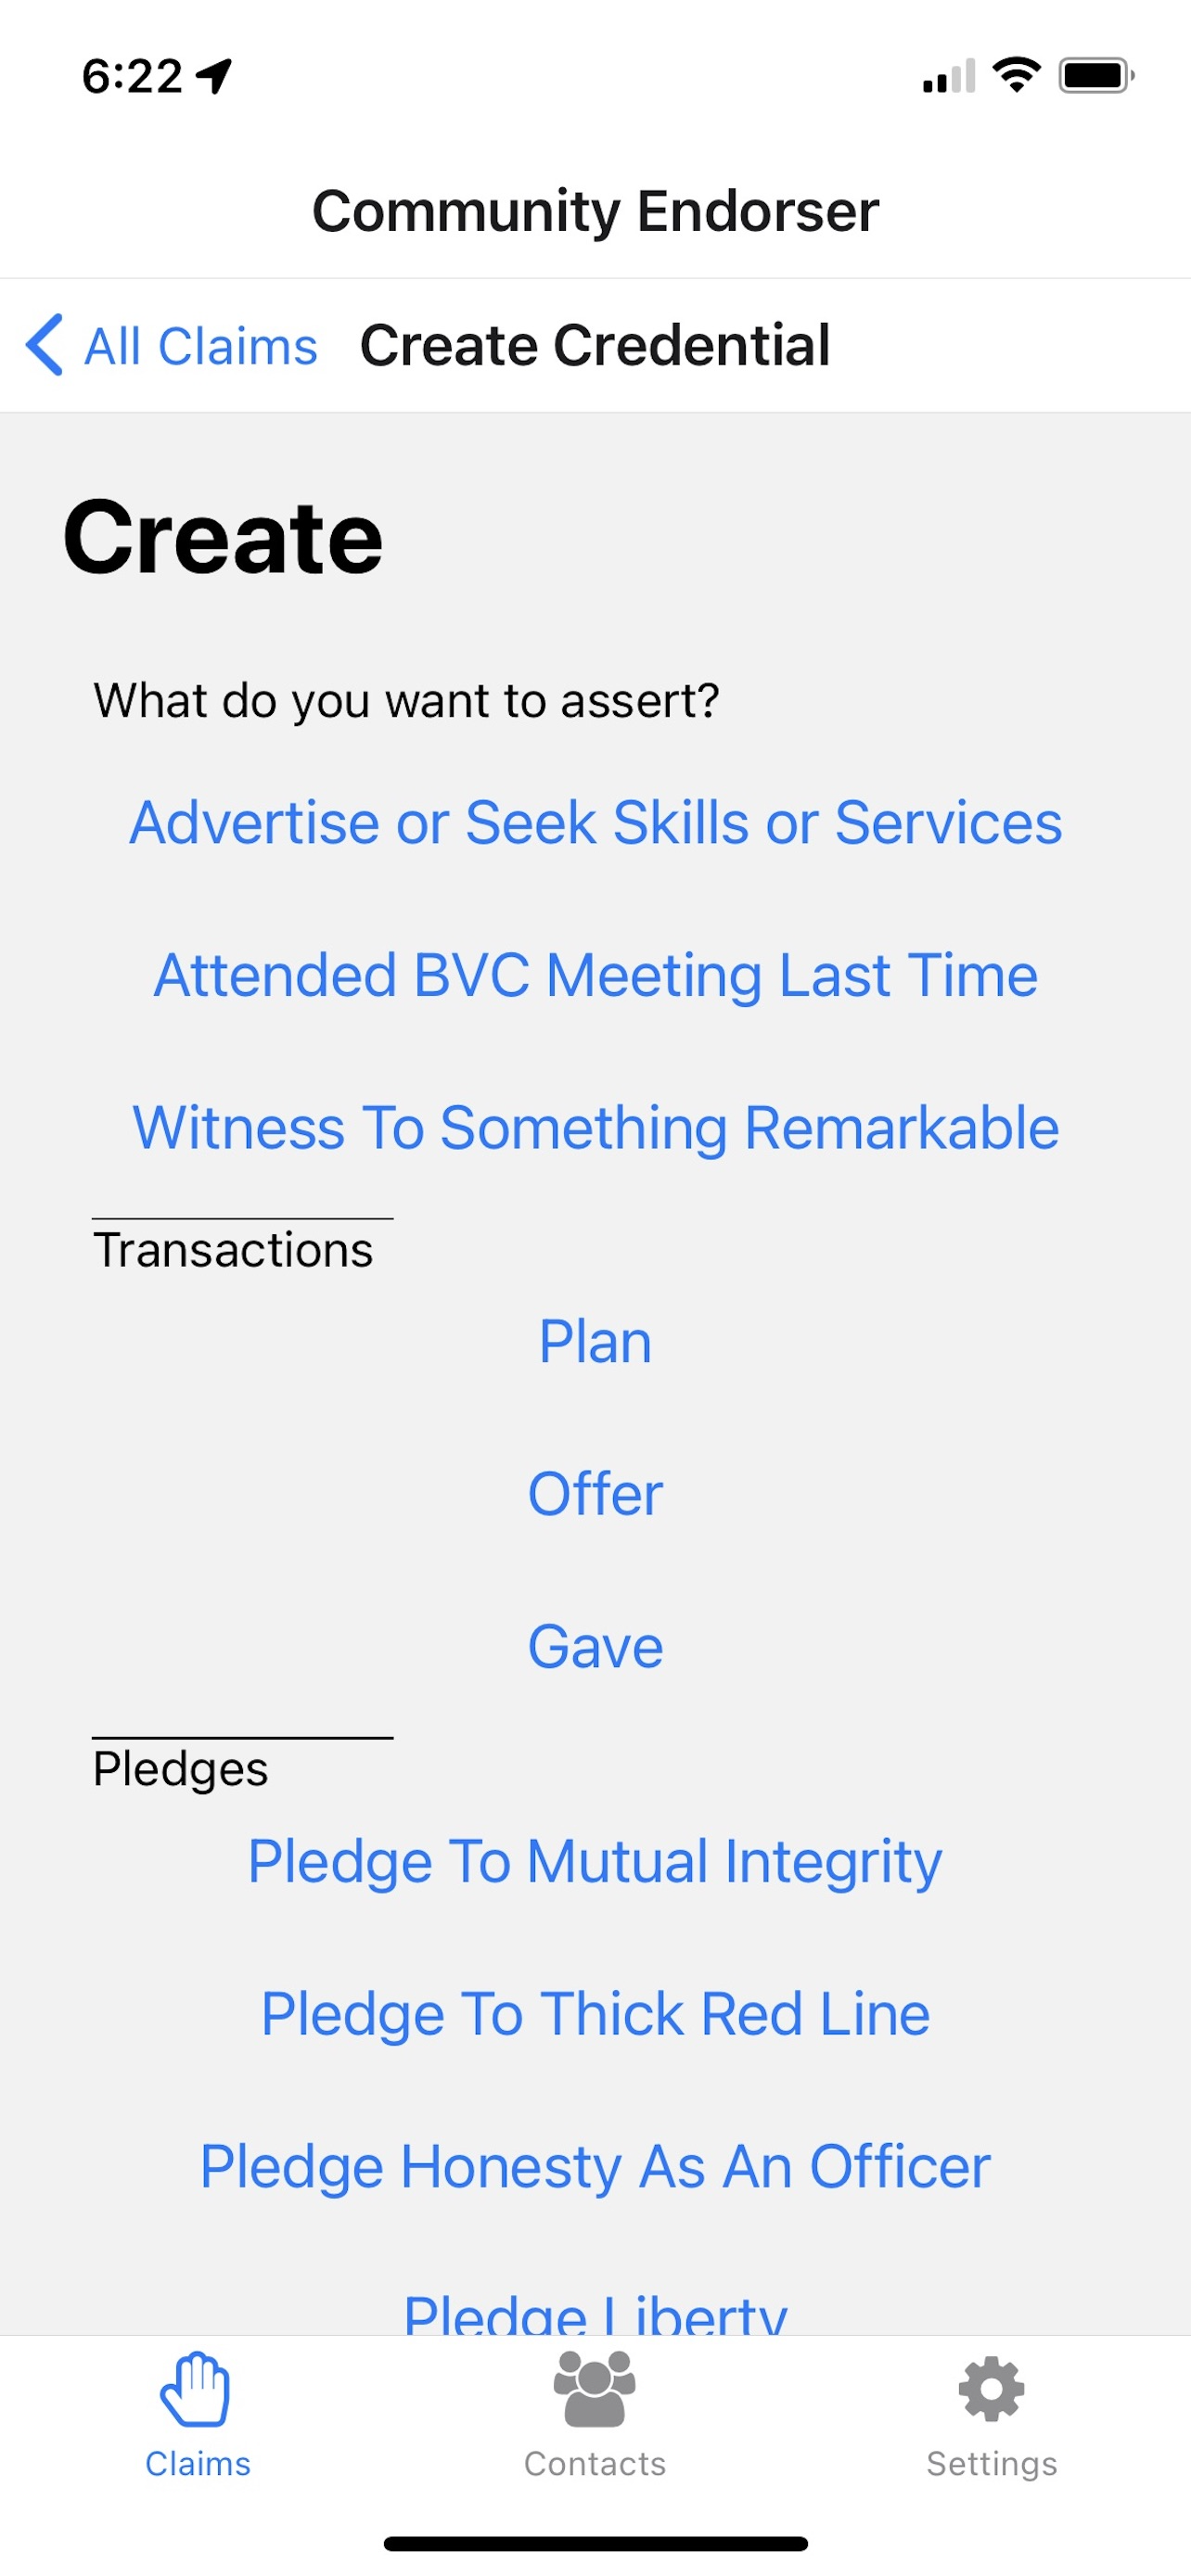 6:22
Community Endorser
All Claims Create Credential
Create
What do you want to assert?
Advertise or Seek Skills or Services
Attended BVC Meeting Last Time
Witness To Something Remarkable
Transactions
Plan
Offer
Gave
Pledges
Pledge To Mutual Integrity
Pledge To Thick Red Line
Pledge Honesty As An Officer
Pledge Liberty
Claims Contacts Settings